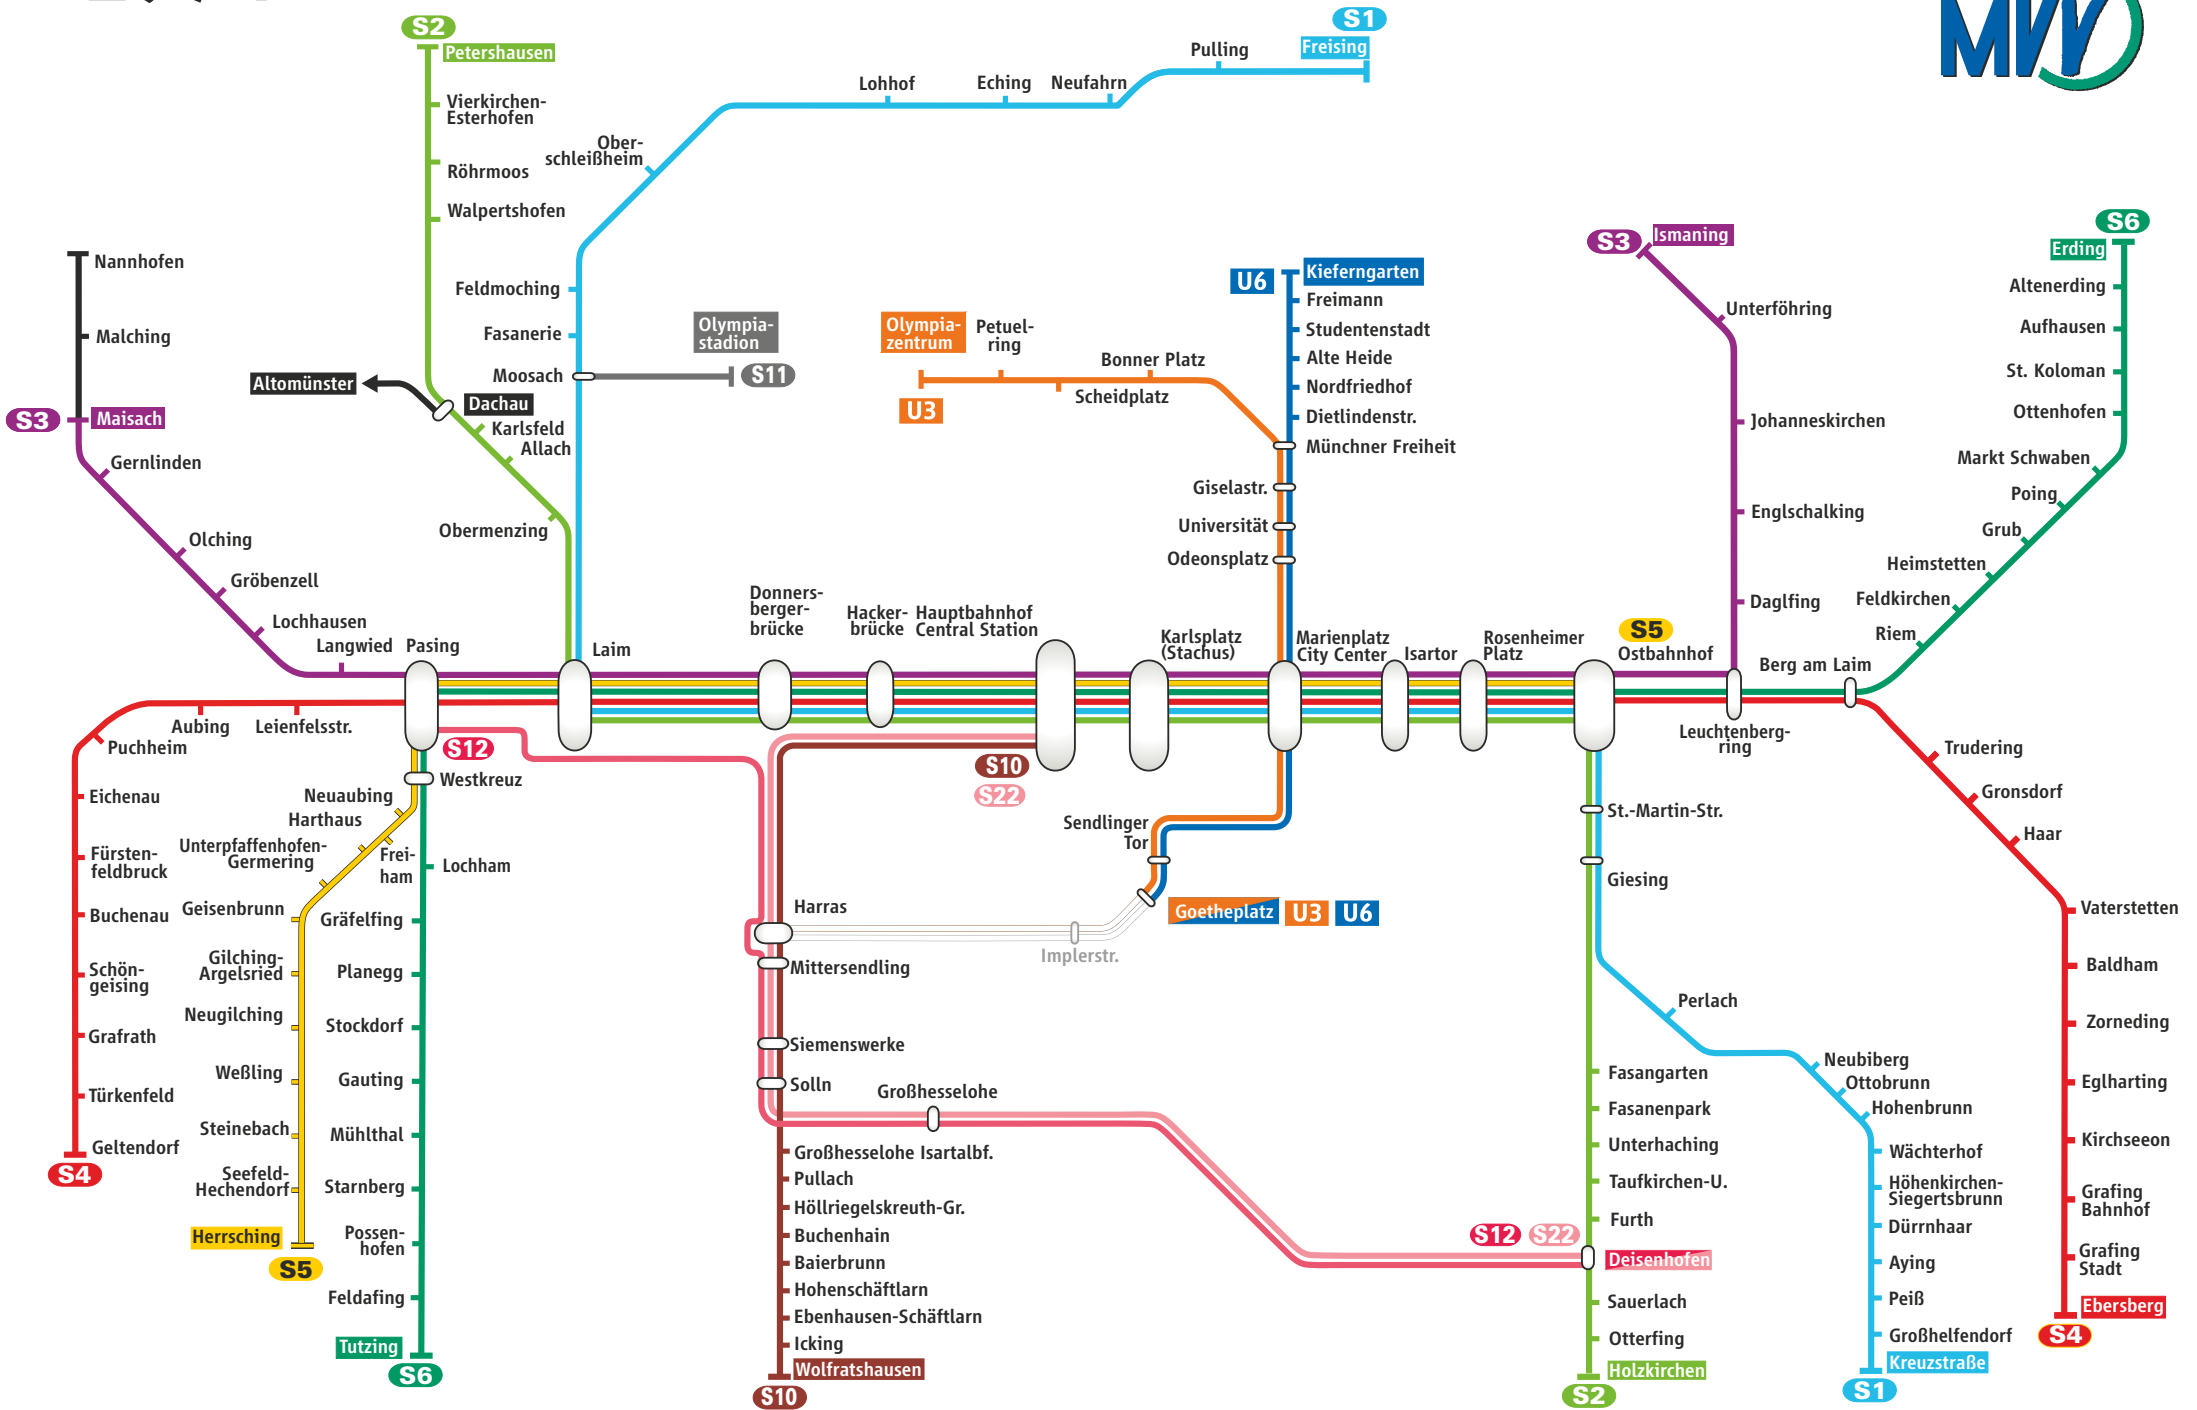 S2
Petershausen
Vierkirchen-
Esterhofen
Röhrmoos
Walpertshofen
S1
Freising
Pulling
Neufahrn
Eching
Lohhof
Ober-
schleißheim
Feldmoching
Fasanerie
Moosach
Olympia-
stadion
S11
MVV
Nannhofen
Malching
S3
Maisach
Gernlinden
Olching
Gröbenzell
Lochhausen
Langwied
Pasing
Altomünster
Dachau
Karlsfeld
Allach
Obermenzing
Laim
Donners-
berger-
brücke
Hacker-
brücke
Hauptbahnhof
Central Station
Karlsplatz
(Stachus)
Marienplatz
City Center
Isartor
Rosenheimer
Platz
S5
Ostbahnhof
Leuchtenberg-
ring
Berg am Laim
Olympia-
zentrum
U3
Petuel-
ring
Scheidplatz
Bonner Platz
U6
Kieferngarten
Freimann
Studentenstadt
Alte Heide
Nordfriedhof
Dietlindenstr.
Münchner Freiheit
Giselastr.
Universität
Odeonsplatz
S3
Ismaning
Unterföhring
Johanneskirchen
Englschalking
Daglfing
S6
Erding
Altenerding
Aufhausen
St. Koloman
Ottenhofen
Markt Schwaben
Poing
Grub
Heimstetten
Feldkirchen
Riem
Leienfelsstr.
Aubing
Puchheim
Eichenau
Fürsten-
feldbruck
Buchenau
Schön-
geising
Grafrath
Türkenfeld
Geltendorf
S4
S12
Westkreuz
Neuaubing
Harthaus
Frei-
ham
Unterpfaffenhofen-
Germering
Geisenbrunn
Gilching-
Argelsried
Neugilching
Weßling
Steinebach
Seefeld-
Hechendorf
Herrsching
S5
Lochham
Gräfelfing
Planegg
Stockdorf
Gauting
Mühlthal
Starnberg
Possen-
hofen
Feldafing
Tutzing
S6
S10
S22
Harras
Mittersendling
Siemenswerke
Solln
Großhesselohe
Großhesselohe Isartalbf.
Pullach
Höllriegelskreuth-Gr.
Buchenhain
Baierbrunn
Hohenschäftlarn
Ebenhausen-Schäftlarn
Icking
Wolfratshausen
S10
Sendlinger
Tor
Goetheplatz
U3
U6
Implerstr.
St.-Martin-Str.
Giesing
Fasangarten
Fasanenpark
Unterhaching
Taufkirchen-U.
Furth
S12
S22
Deisenhofen
Sauerlach
Otterfing
Holzkirchen
S2
Perlach
Neubiberg
Ottobrunn
Hohenbrunn
Wächterhof
Höhenkirchen-
Siegertsbrunn
Dürrnhaar
Aying
Peiß
Großhelfendorf
Kreuzstraße
S1
Trudering
Gronsdorf
Haar
Vaterstetten
Baldham
Zorneding
Eglharting
Kirchseeon
Grafing
Bahnhof
Grafing
Stadt
Ebersberg
S4